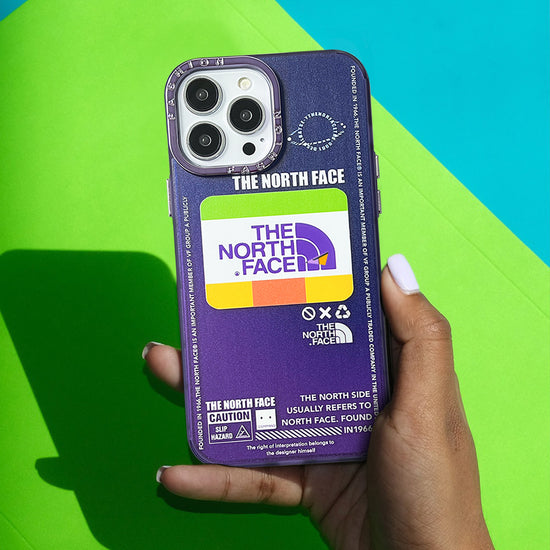 FASHION
FASHION
THE NORTH FACE
THE
NORTH
.FACE
THE
NORTH
.FACE
THE NORTH FACE
CAUTION
SLIP
HAZARD
THE NORTH SIDE
USUALLY REFERS TO
NORTH FACE. FOUND
IN1966
The right of interpretation belongs to
the designer himself
FOUNDED IN 1966.THE NORTH FACE® IS AN IMPORTANT MEMBER OF VF GROUP A PUBLICLY
FOUNDED IN 1966.THE NORTH FACE® IS AN IMPORTANT MEMBER OF VF GROUP A PUBLICLY TRADED COMPANY IN THE UNITED